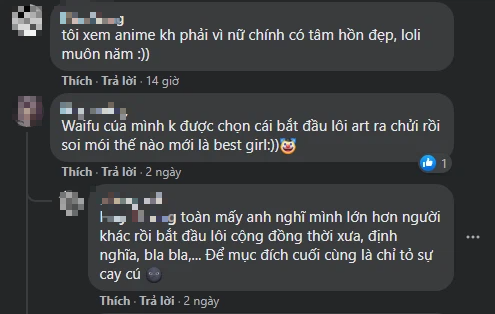 tôi xem anime kh phải vì nữ chính có tâm hồn đẹp, loli
muôn năm :))
Thích · Trả lời · 14 giờ
Waifu của mình k được chọn cái bắt đầu lôi art ra chửi rồi
soi mói thế nào mới là best girl:))🤡
1
Thích · Trả lời · 2 ngày
toàn mấy anh nghĩ mình lớn hơn người
khác rồi bắt đầu lôi cộng đồng thời xưa, định
nghĩa, bla bla,... Để mục đích cuối cùng là chỉ tỏ sự
cay cú 🌚
Thích · Trả lời · 2 ngày